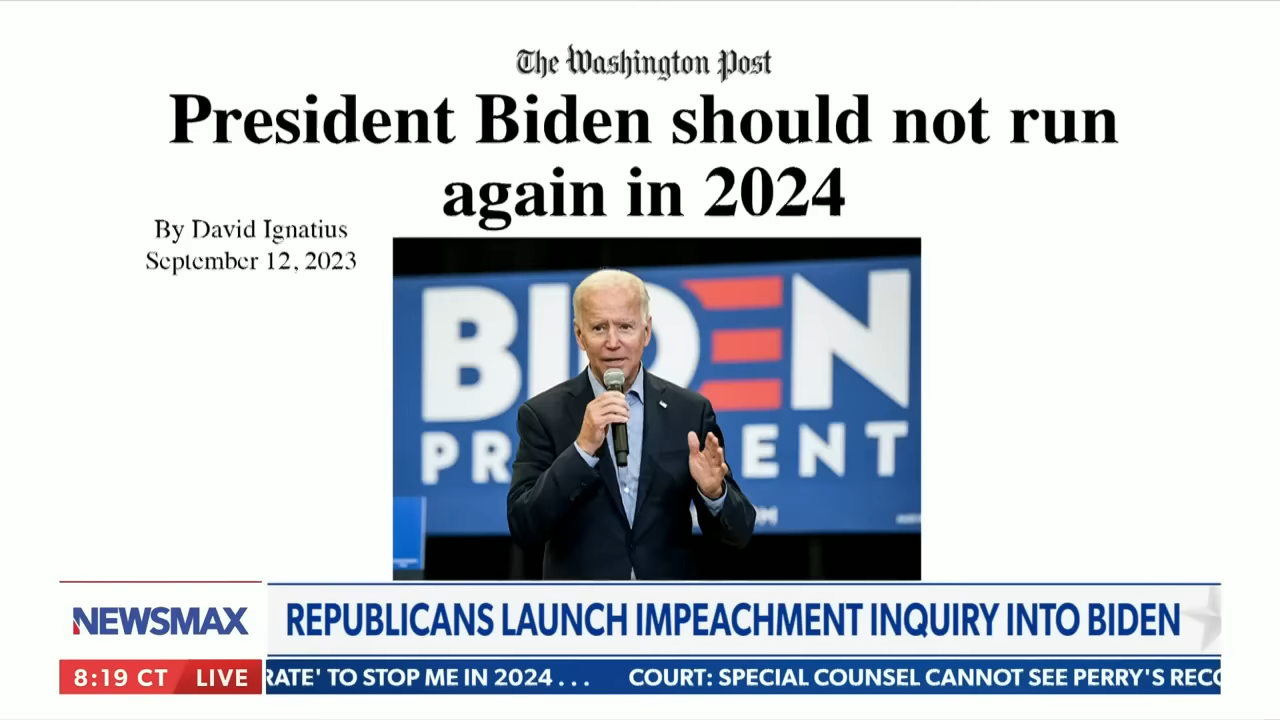 The Washington Post
President Biden should not run
again in 2024
By David Ignatius
September 12, 2023
BIDEN
PRESIDENT
NEWSMAX
REPUBLICANS LAUNCH IMPEACHMENT INQUIRY INTO BIDEN
8:19 CT LIVE
RATE' TO STOP ME IN 2024 . . . COURT: SPECIAL COUNSEL CANNOT SEE PERRY'S RECO